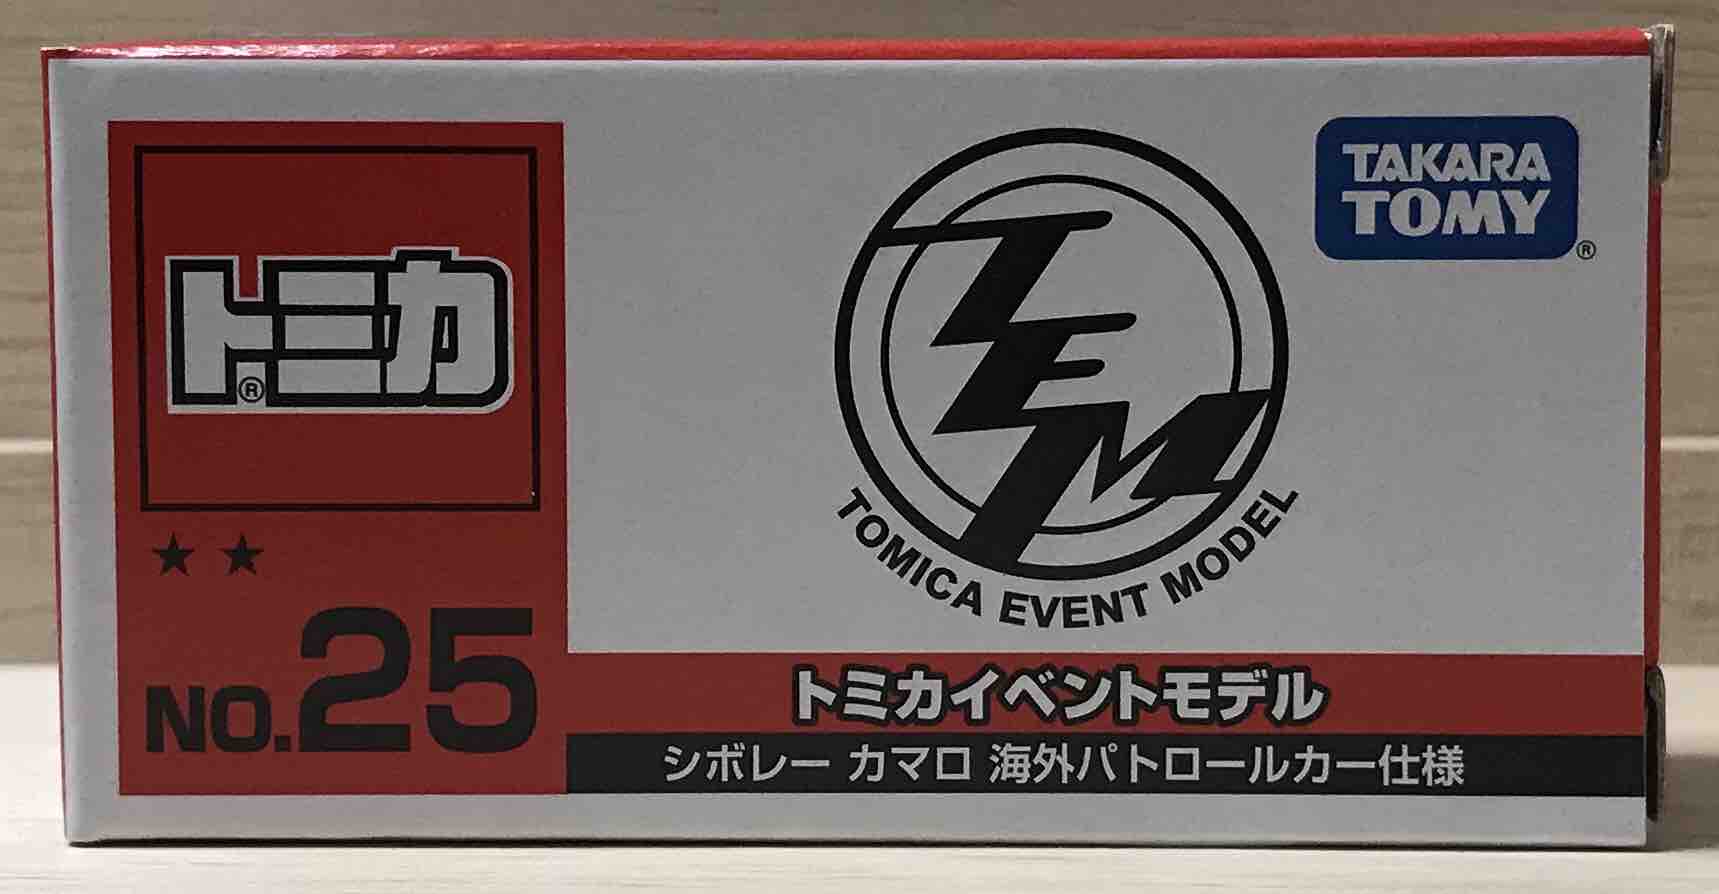 トミカ®
★ ★
NO.25
TEM
TOMICA EVENT MODEL
TAKARA
TOMY®
トミカイベントモデル
シボレー カマロ 海外パトロールカー仕様